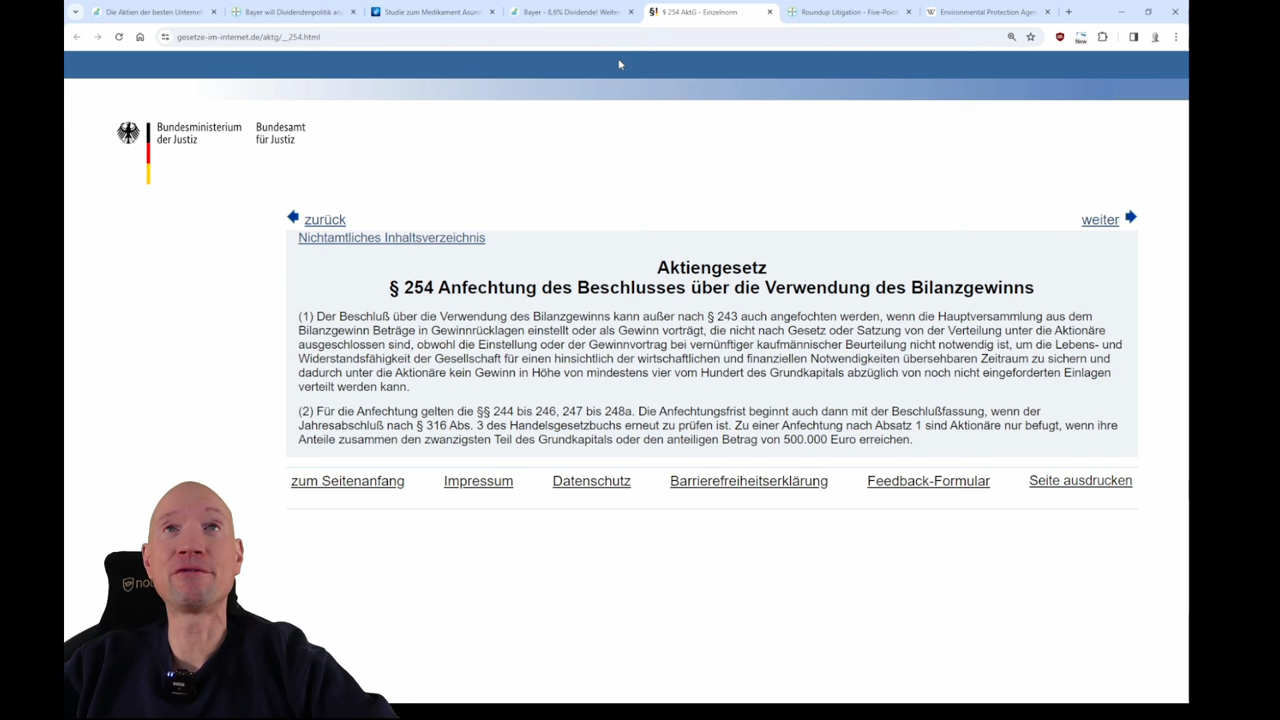 Die Aktien der besten Unterneh
Bayer will Dividendenpolitik an
Studie zum Medikament Asun
Bayer - 8,6% Dividende! Weiter
§ 254 AktG - Einzelnorm
Roundup Litigation - Five-Poin
Environmental Protection Agen
gesetze-im-internet.de/aktg/__254.html
New
Bundesministerium
der Justiz
Bundesamt
für Justiz
zurück
weiter
Nichtamtliches Inhaltsverzeichnis
Aktiengesetz
§ 254 Anfechtung des Beschlusses über die Verwendung des Bilanzgewinns
(1) Der Beschluß über die Verwendung des Bilanzgewinns kann außer nach § 243 auch angefochten werden, wenn die Hauptversammlung aus dem
Bilanzgewinn Beträge in Gewinnrücklagen einstellt oder als Gewinn vorträgt, die nicht nach Gesetz oder Satzung von der Verteilung unter die Aktionäre
ausgeschlossen sind, obwohl die Einstellung oder der Gewinnvortrag bei vernünftiger kaufmännischer Beurteilung nicht notwendig ist, um die Lebens- und
Widerstandsfähigkeit der Gesellschaft für einen hinsichtlich der wirtschaftlichen und finanziellen Notwendigkeiten übersehbaren Zeitraum zu sichern und
dadurch unter die Aktionäre kein Gewinn in Höhe von mindestens vier vom Hundert des Grundkapitals abzüglich von noch nicht eingeforderten Einlagen
verteilt werden kann.
(2) Für die Anfechtung gelten die §§ 244 bis 246, 247 bis 248a. Die Anfechtungsfrist beginnt auch dann mit der Beschlußfassung, wenn der
Jahresabschluß nach § 316 Abs. 3 des Handelsgesetzbuchs erneut zu prüfen ist. Zu einer Anfechtung nach Absatz 1 sind Aktionäre nur befugt, wenn ihre
Anteile zusammen den zwanzigsten Teil des Grundkapitals oder den anteiligen Betrag von 500.000 Euro erreichen.
zum Seitenanfang
Impressum
Datenschutz
Barrierefreiheitserklärung
Feedback-Formular
Seite ausdrucken